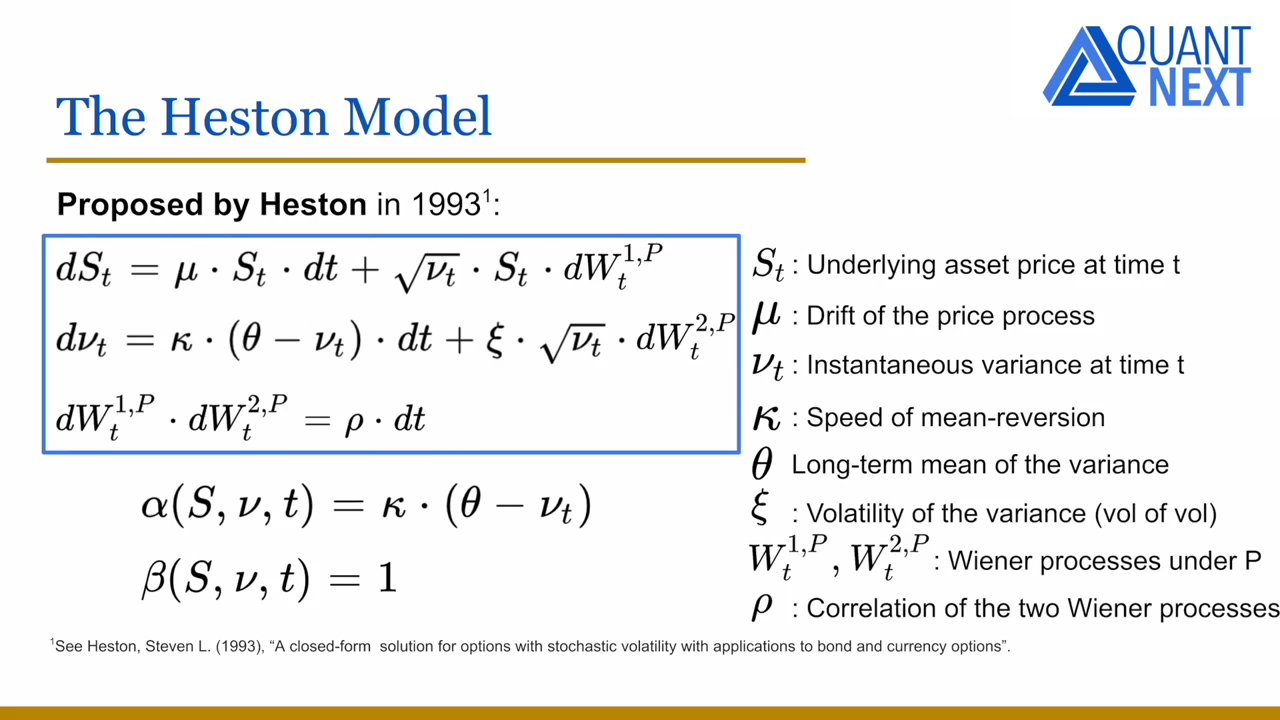 QUANT
NEXT
The Heston Model
Proposed by Heston in 1993¹:
dS_t = μ · S_t · dt + √ν_t · S_t · dW_t^{1,P}
dν_t = κ · (θ − ν_t) · dt + ξ · √ν_t · dW_t^{2,P}
dW_t^{1,P} · dW_t^{2,P} = ρ · dt
α(S, ν, t) = κ · (θ − ν_t)
β(S, ν, t) = 1
S_t : Underlying asset price at time t
μ : Drift of the price process
ν_t : Instantaneous variance at time t
κ : Speed of mean-reversion
θ Long-term mean of the variance
ξ : Volatility of the variance (vol of vol)
W_t^{1,P}, W_t^{2,P} : Wiener processes under P
ρ : Correlation of the two Wiener processes
¹See Heston, Steven L. (1993), “A closed-form solution for options with stochastic volatility with applications to bond and currency options”.